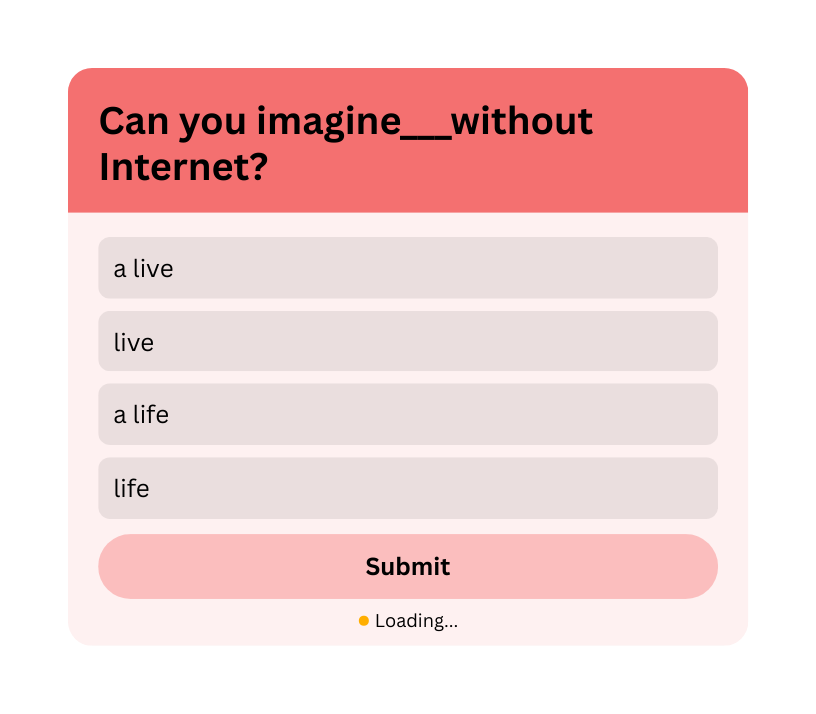 Can you imagine___without
Internet?
a live
live
a life
life
Submit
Loading...